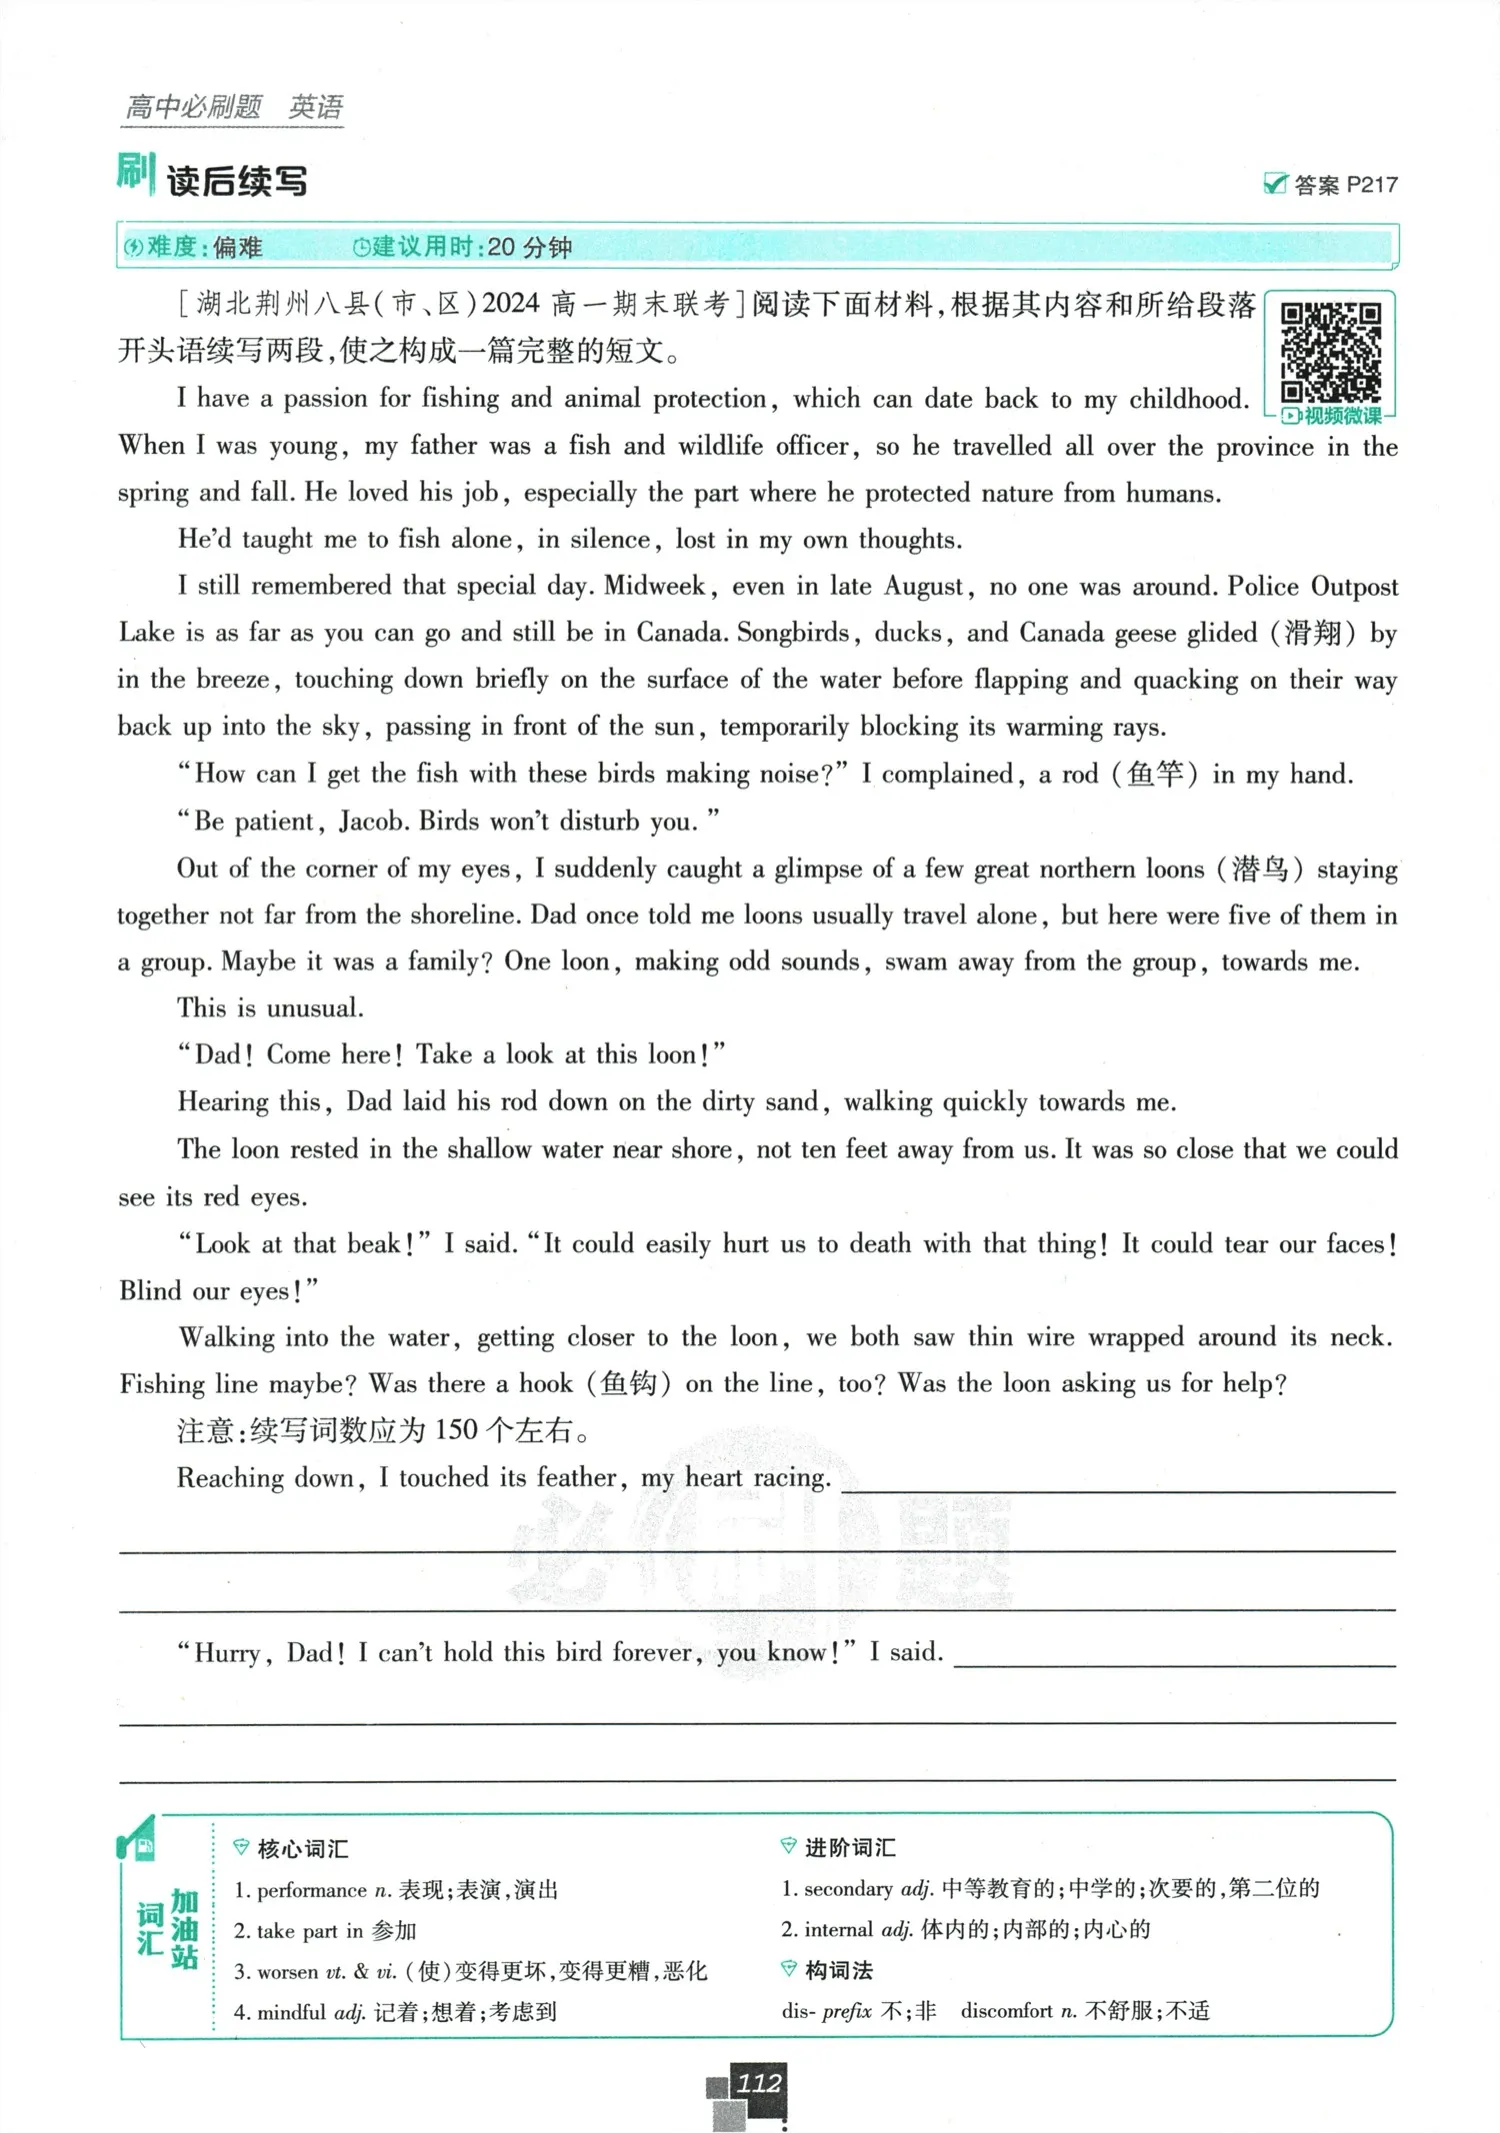 高中必刷题 英语
刷 读后续写
答案 P217
难度:偏难 建议用时:20 分钟
[湖北荆州八县(市、区)2024 高一期末联考]阅读下面材料,根据其内容和所给段落
开头语续写两段,使之构成一篇完整的短文。
视频微课
I have a passion for fishing and animal protection, which can date back to my childhood.
When I was young, my father was a fish and wildlife officer, so he travelled all over the province in the
spring and fall. He loved his job, especially the part where he protected nature from humans.
He'd taught me to fish alone, in silence, lost in my own thoughts.
I still remembered that special day. Midweek, even in late August, no one was around. Police Outpost
Lake is as far as you can go and still be in Canada. Songbirds, ducks, and Canada geese glided (滑翔) by
in the breeze, touching down briefly on the surface of the water before flapping and quacking on their way
back up into the sky, passing in front of the sun, temporarily blocking its warming rays.
“How can I get the fish with these birds making noise?” I complained, a rod (鱼竿) in my hand.
“Be patient, Jacob. Birds won't disturb you. ”
Out of the corner of my eyes, I suddenly caught a glimpse of a few great northern loons (潜鸟) staying
together not far from the shoreline. Dad once told me loons usually travel alone, but here were five of them in
a group. Maybe it was a family? One loon, making odd sounds, swam away from the group, towards me.
This is unusual.
“Dad! Come here! Take a look at this loon!”
Hearing this, Dad laid his rod down on the dirty sand, walking quickly towards me.
The loon rested in the shallow water near shore, not ten feet away from us. It was so close that we could
see its red eyes.
“Look at that beak!” I said. “It could easily hurt us to death with that thing! It could tear our faces!
Blind our eyes!”
Walking into the water, getting closer to the loon, we both saw thin wire wrapped around its neck.
Fishing line maybe? Was there a hook (鱼钩) on the line, too? Was the loon asking us for help?
注意:续写词数应为 150 个左右。
Reaching down, I touched its feather, my heart racing.
必刷题
“Hurry, Dad! I can't hold this bird forever, you know!” I said.
词汇加油站
核心词汇
1. performance n. 表现;表演,演出
2. take part in 参加
3. worsen vt. & vi. (使)变得更坏,变得更糟,恶化
4. mindful adj. 记着;想着;考虑到
进阶词汇
1. secondary adj. 中等教育的;中学的;次要的,第二位的
2. internal adj. 体内的;内部的;内心的
构词法
dis- prefix 不;非 discomfort n. 不舒服;不适
112